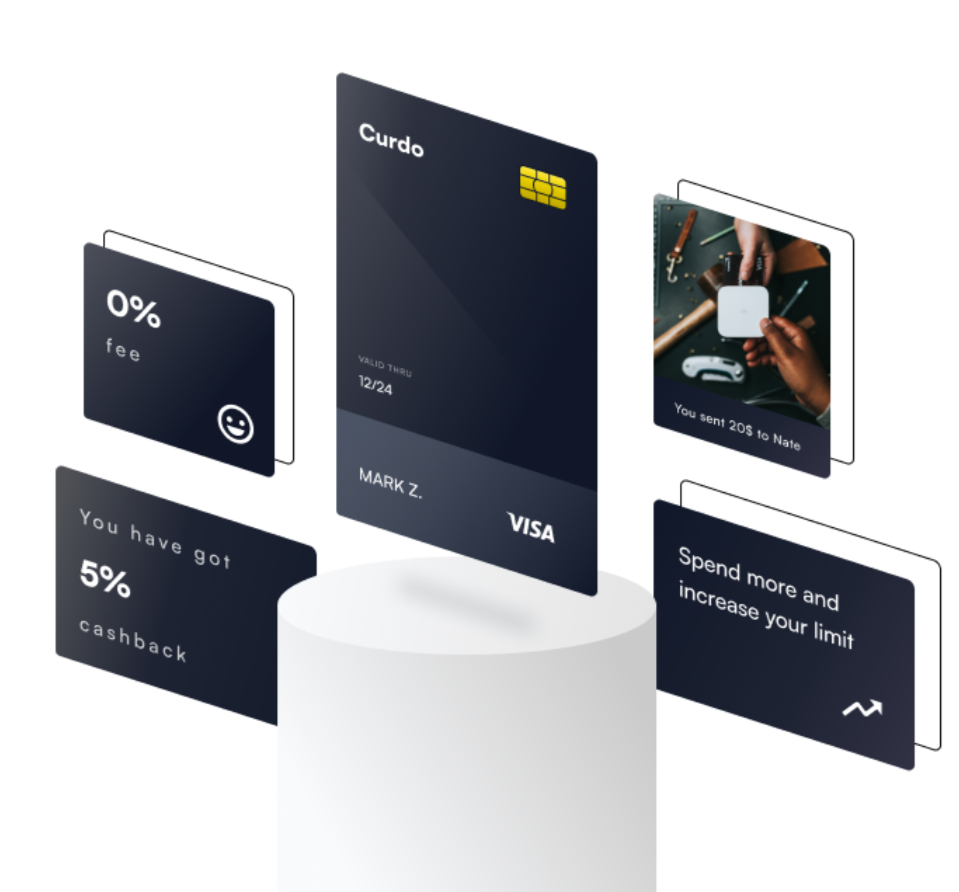 Curdo
VALID THRU
12/24
MARK Z.
VISA
0%
fee
You have got
5%
cashback
You sent 20$ to Nate
Spend more and
increase your limit